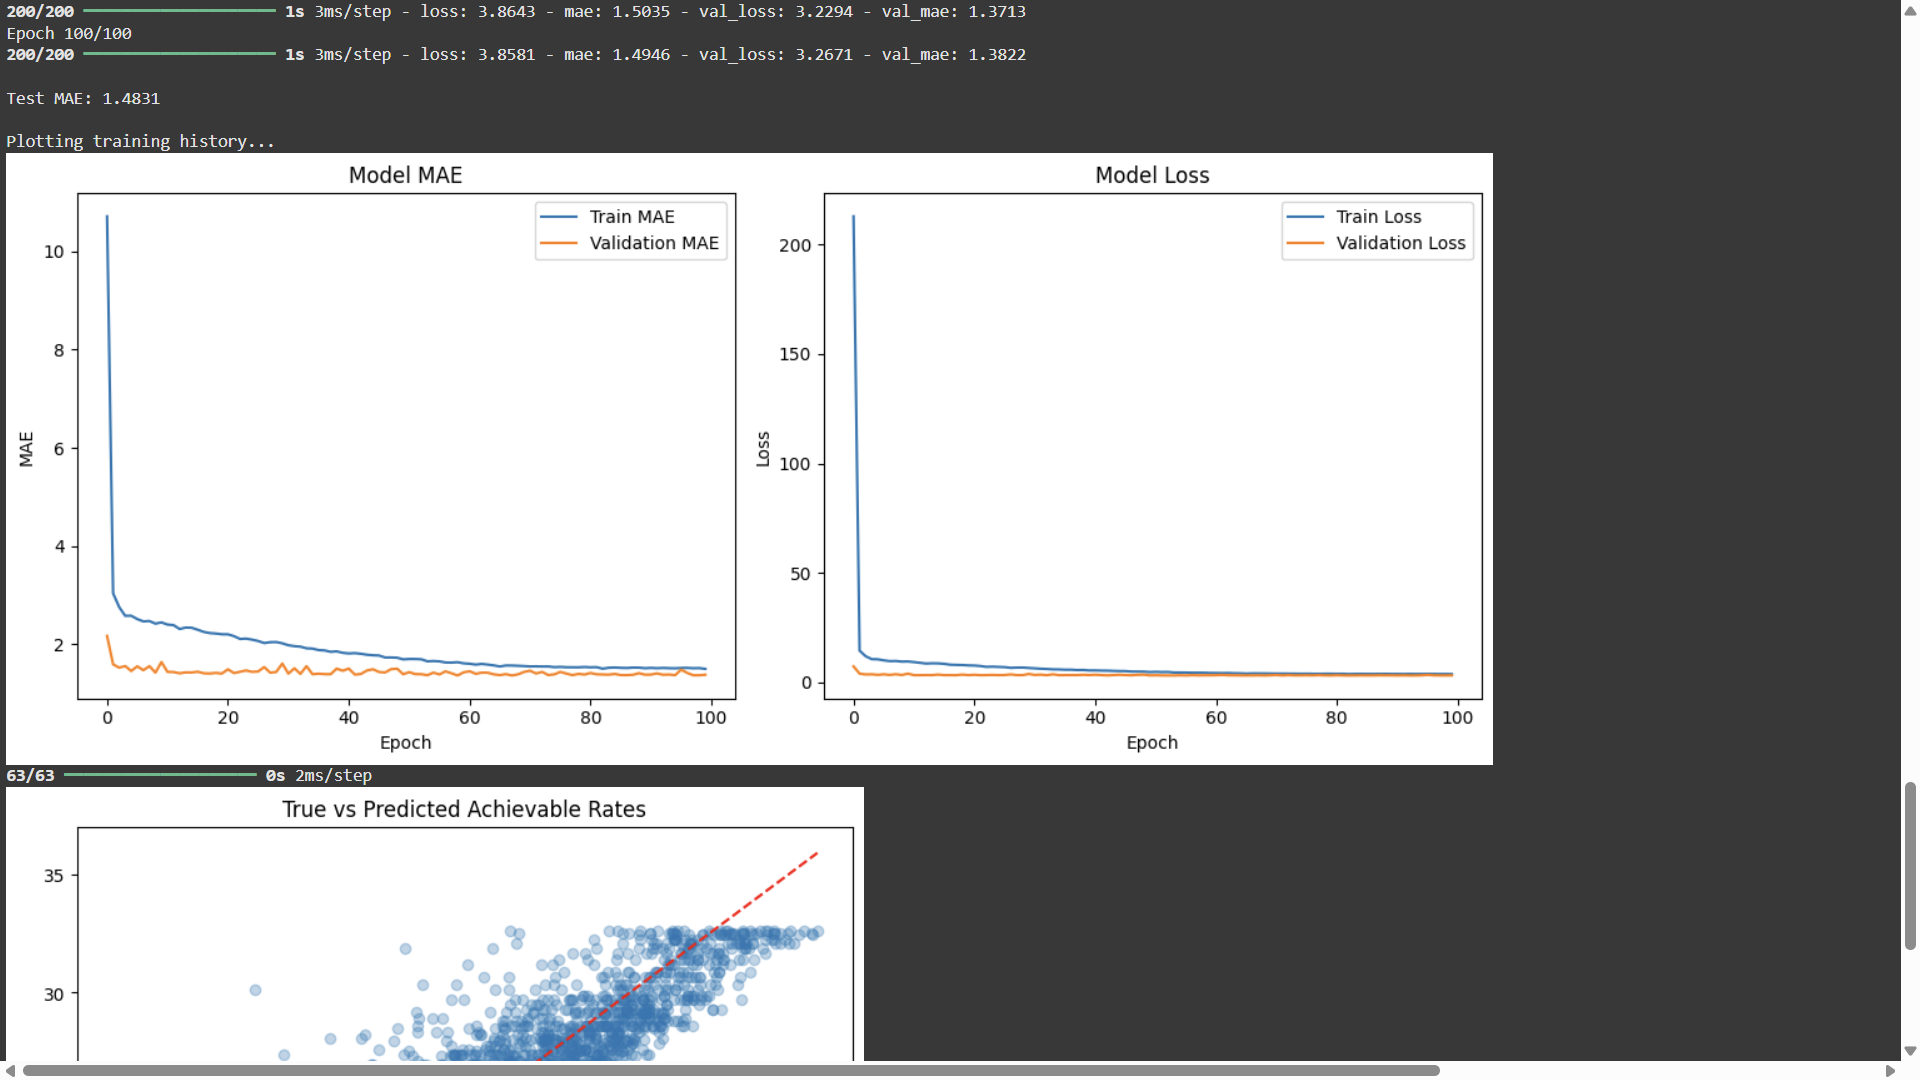 200/200 ━━━━━━━━━━━━━━━━━━━━ 1s 3ms/step - loss: 3.8643 - mae: 1.5035 - val_loss: 3.2294 - val_mae: 1.3713
Epoch 100/100
200/200 ━━━━━━━━━━━━━━━━━━━━ 1s 3ms/step - loss: 3.8581 - mae: 1.4946 - val_loss: 3.2671 - val_mae: 1.3822
Test MAE: 1.4831
Plotting training history...
Model MAE
Train MAE
Validation MAE
10
8
6
4
2
MAE
0 20 40 60 80 100
Epoch
Model Loss
Train Loss
Validation Loss
200
150
100
50
0
Loss
0 20 40 60 80 100
Epoch
63/63 ━━━━━━━━━━━━━━━━━━━━ 0s 2ms/step
True vs Predicted Achievable Rates
35
30